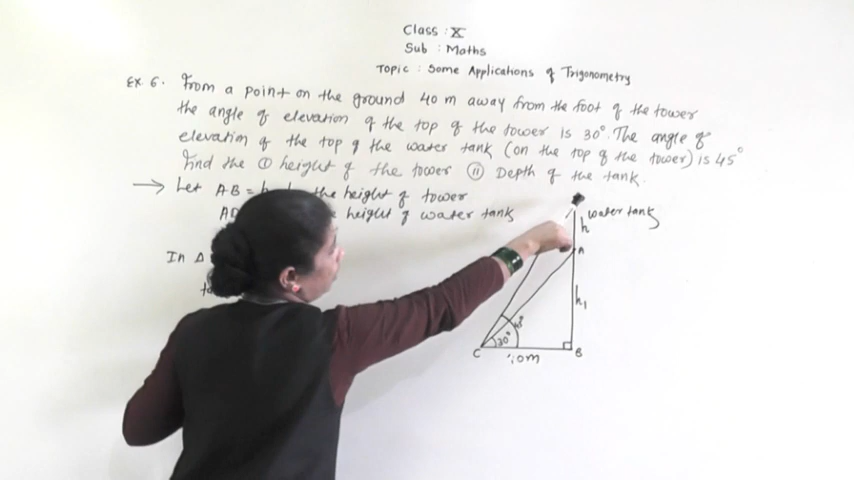 Class : X
Sub : Maths
Topic : Some Applications of Trigonometry
Ex 6. From a point on the ground 40 m away from the foot of the tower
the angle of elevation of the top of the tower is 30°. The angle of
elevation of the top of the water tank (on the top of the tower) is 45°
Find the ① height of the tower ⑪ Depth of the tank.
→ Let AB = the height of tower
height of water tank
water tank
h
A
h₁
In Δ
45°
30°
C
B